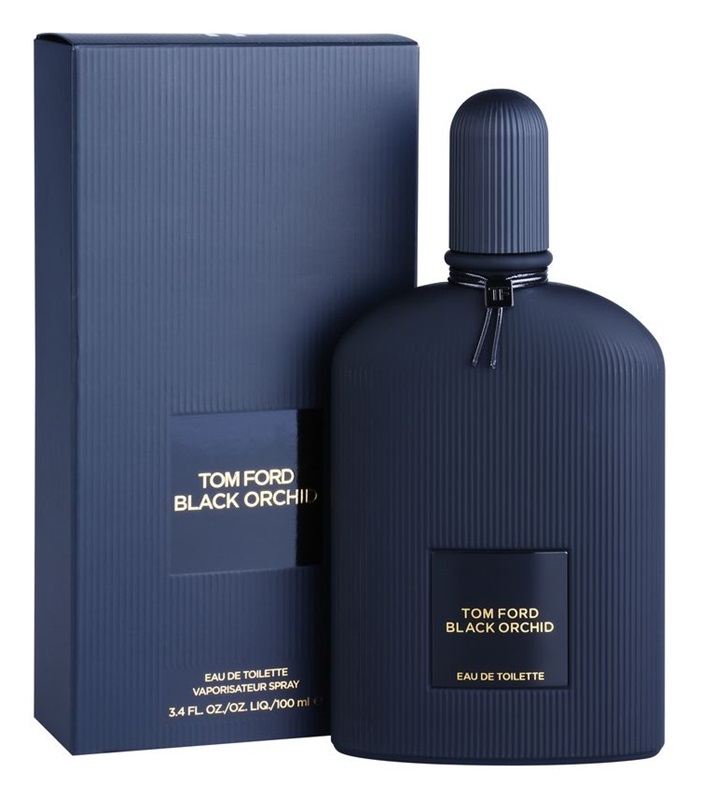 TOM FORD
BLACK ORCHID
EAU DE TOILETTE
VAPORISATEUR SPRAY
3.4 FL. OZ./OZ. LIQ./100 ml
TOM FORD
BLACK ORCHID
EAU DE TOILETTE